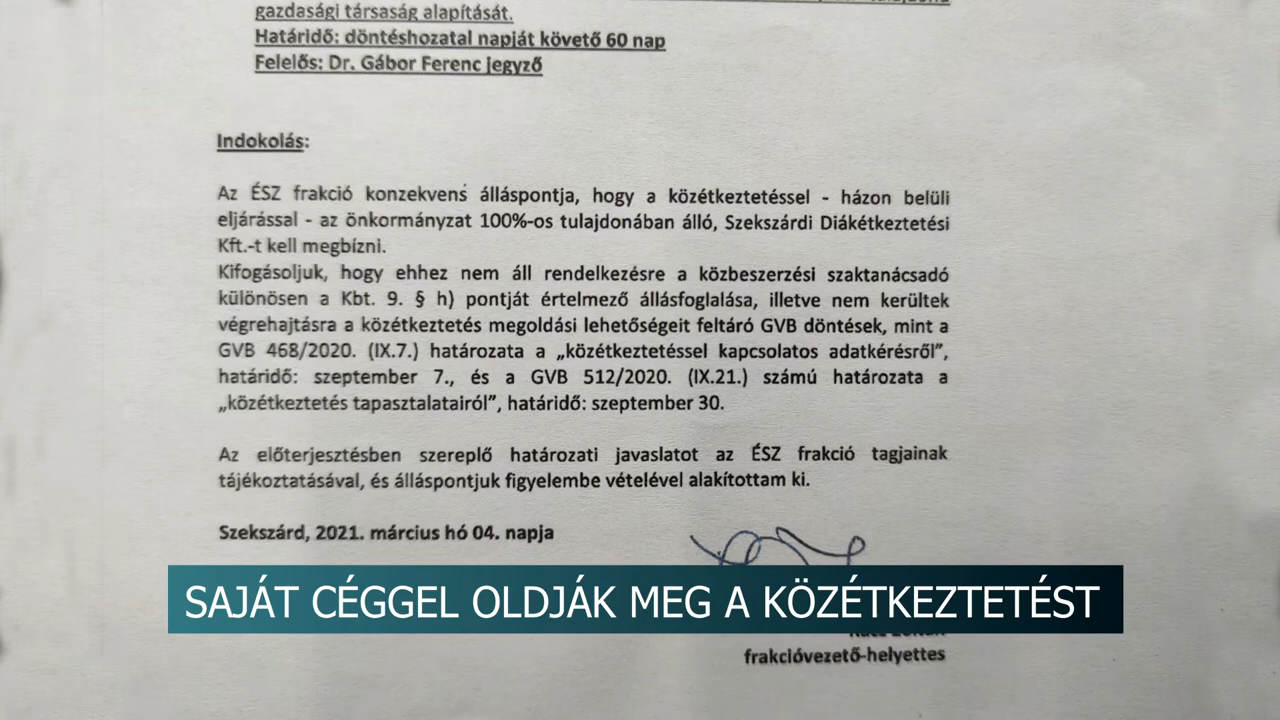 gazdasági társaság alapítását.
Határidő: döntéshozatal napját követő 60 nap
Felelős: Dr. Gábor Ferenc jegyző
Indokolás:
Az ÉSZ frakció konzekvens álláspontja, hogy a közétkeztetéssel - házon belüli
eljárással - az önkormányzat 100%-os tulajdonában álló, Szekszárdi Diákétkeztetési
Kft.-t kell megbízni.
Kifogásoljuk, hogy ehhez nem áll rendelkezésre a közbeszerzési szaktanácsadó
különösen a Kbt. 9. § h) pontját értelmező állásfoglalása, illetve nem kerültek
végrehajtásra a közétkeztetés megoldási lehetőségeit feltáró GVB döntések, mint a
GVB 468/2020. (IX.7.) határozata a „közétkeztetéssel kapcsolatos adatkérésről”,
határidő: szeptember 7., és a GVB 512/2020. (IX.21.) számú határozata a
„közétkeztetés tapasztalatairól”, határidő: szeptember 30.
Az előterjesztésben szereplő határozati javaslatot az ÉSZ frakció tagjainak
tájékoztatásával, és álláspontjuk figyelembe vételével alakítottam ki.
Szekszárd, 2021. március hó 04. napja
SAJÁT CÉGGEL OLDJÁK MEG A KÖZÉTKEZTETÉST
frakcióvezető-helyettes